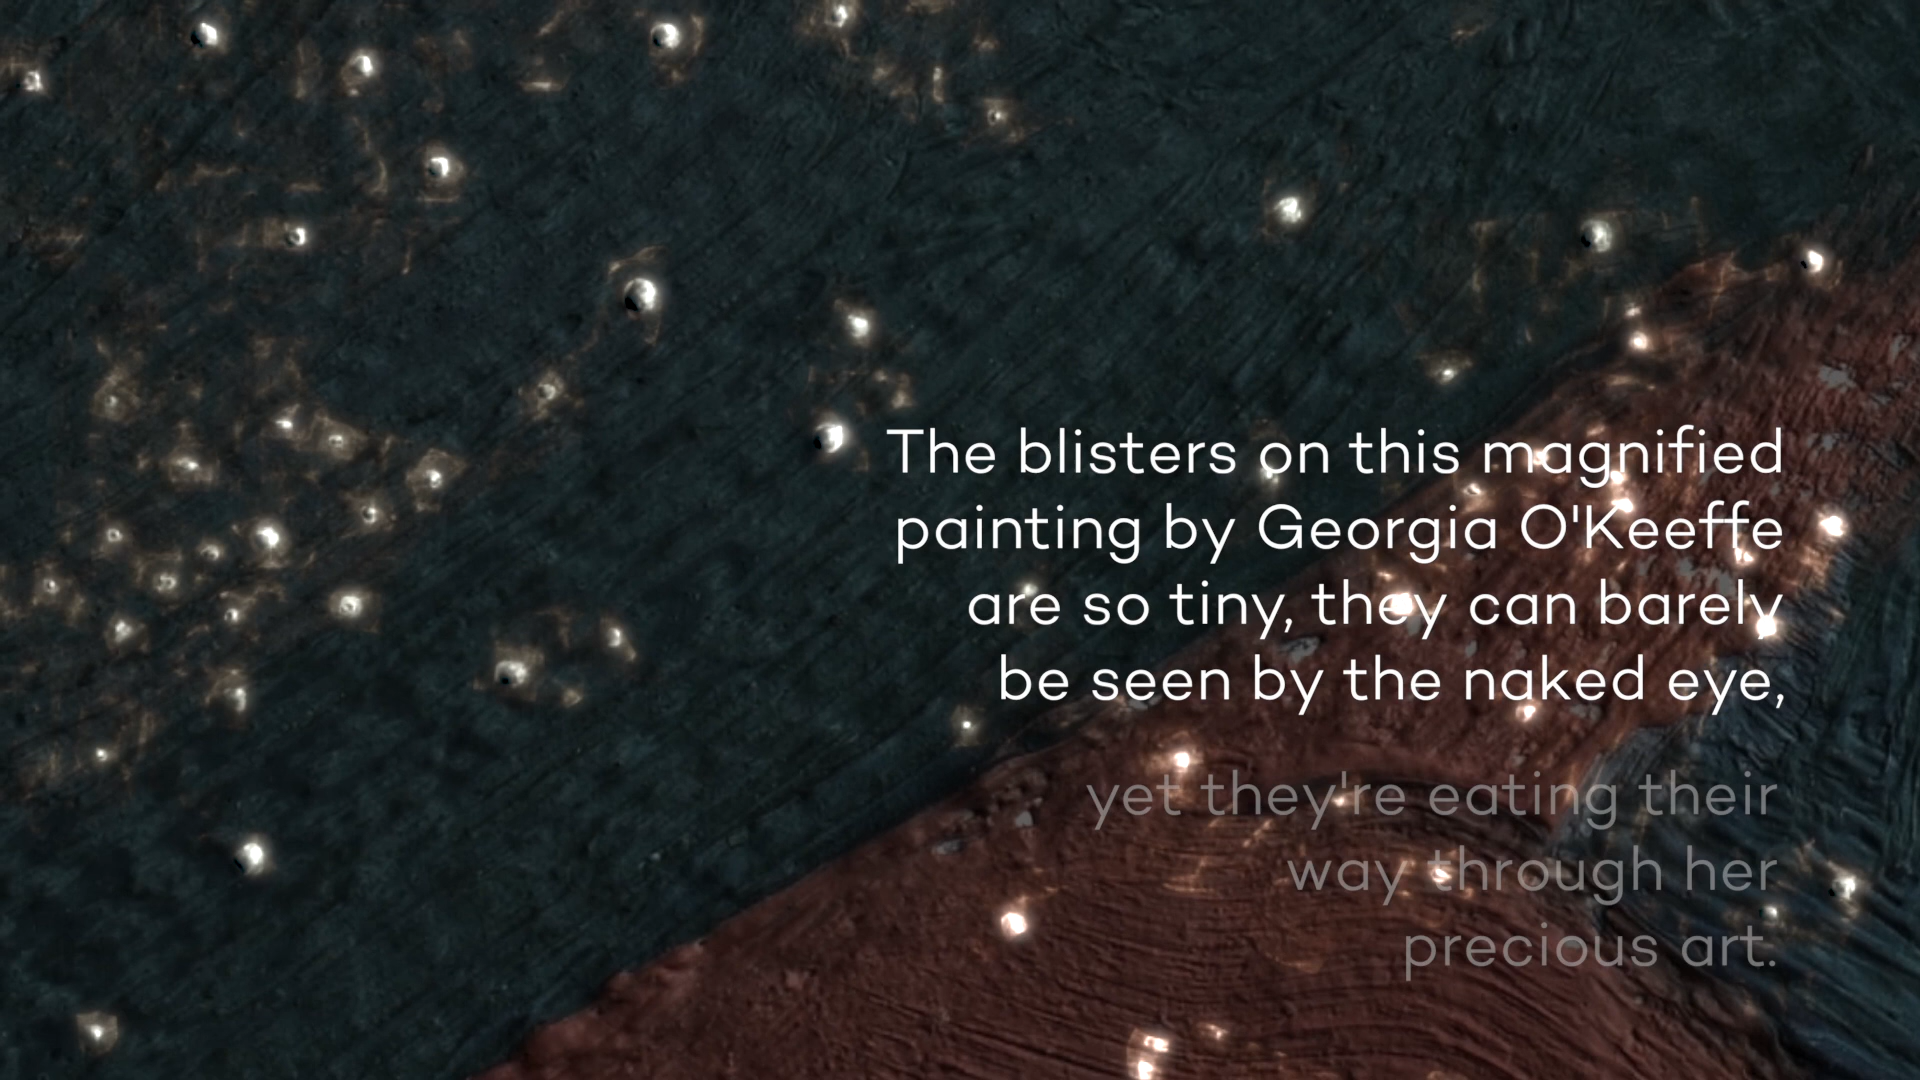 The blisters on this magnified
painting by Georgia O'Keeffe
are so tiny, they can barely
be seen by the naked eye,
yet they're eating their
way through her
precious art.